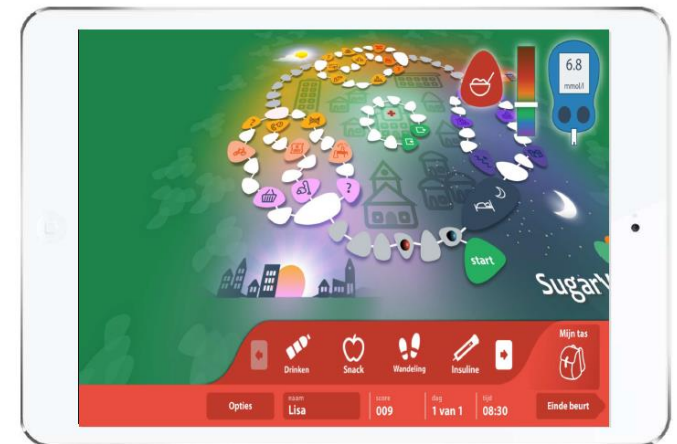 6.8
mmol/l
?
?
start
Drinken
Snack
Wandeling
Insuline
Mijn tas
Opties
naam
Lisa
score
009
dag
1 van 1
tijd
08:30
Einde beurt